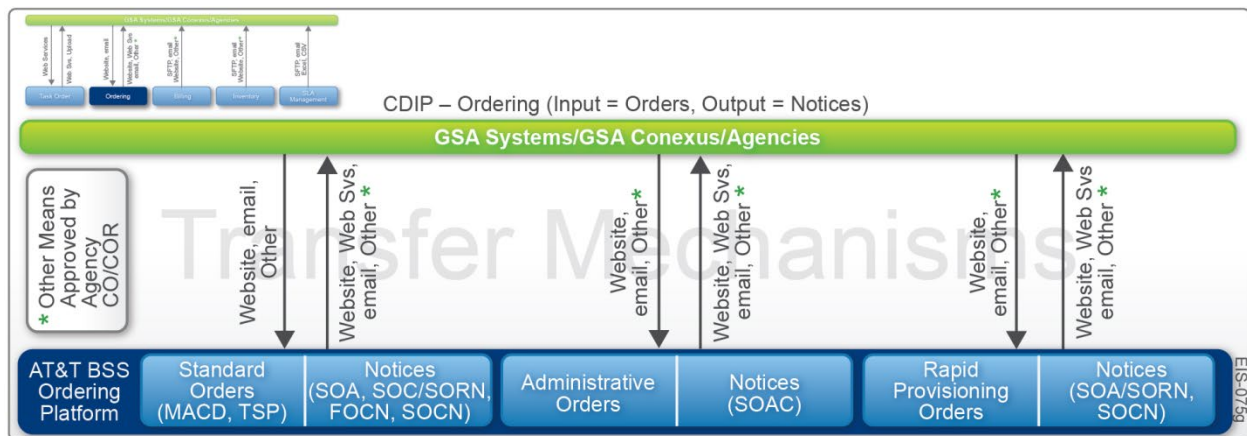 GSA Systems/GSA Conexus/Agencies
Web Services
Web Svs, Upload
Website, email
Website, Web Svs
email, Other *
SFTP, email
Website, Other*
SFTP, email
Website, Other*
SFTP, email
Excel, CSV
Task Order
Ordering
Billing
Inventory
SLA
Management
CDIP – Ordering (Input = Orders, Output = Notices)
GSA Systems/GSA Conexus/Agencies
* Other Means
Approved by
Agency
CO/COR
Transfer Mechanisms
Website, email,
Other
Website, Web Svs,
email, Other *
Website,
email, Other*
Website, Web Svs,
email, Other *
Website,
email, Other*
Website, Web Svs
email, Other *
AT&T BSS
Ordering
Platform
Standard
Orders
(MACD, TSP)
Notices
(SOA, SOC/SORN,
FOCN, SOCN)
Administrative
Orders
Notices
(SOAC)
Rapid
Provisioning
Orders
Notices
(SOA/SORN,
SOCN)
EIS-075g